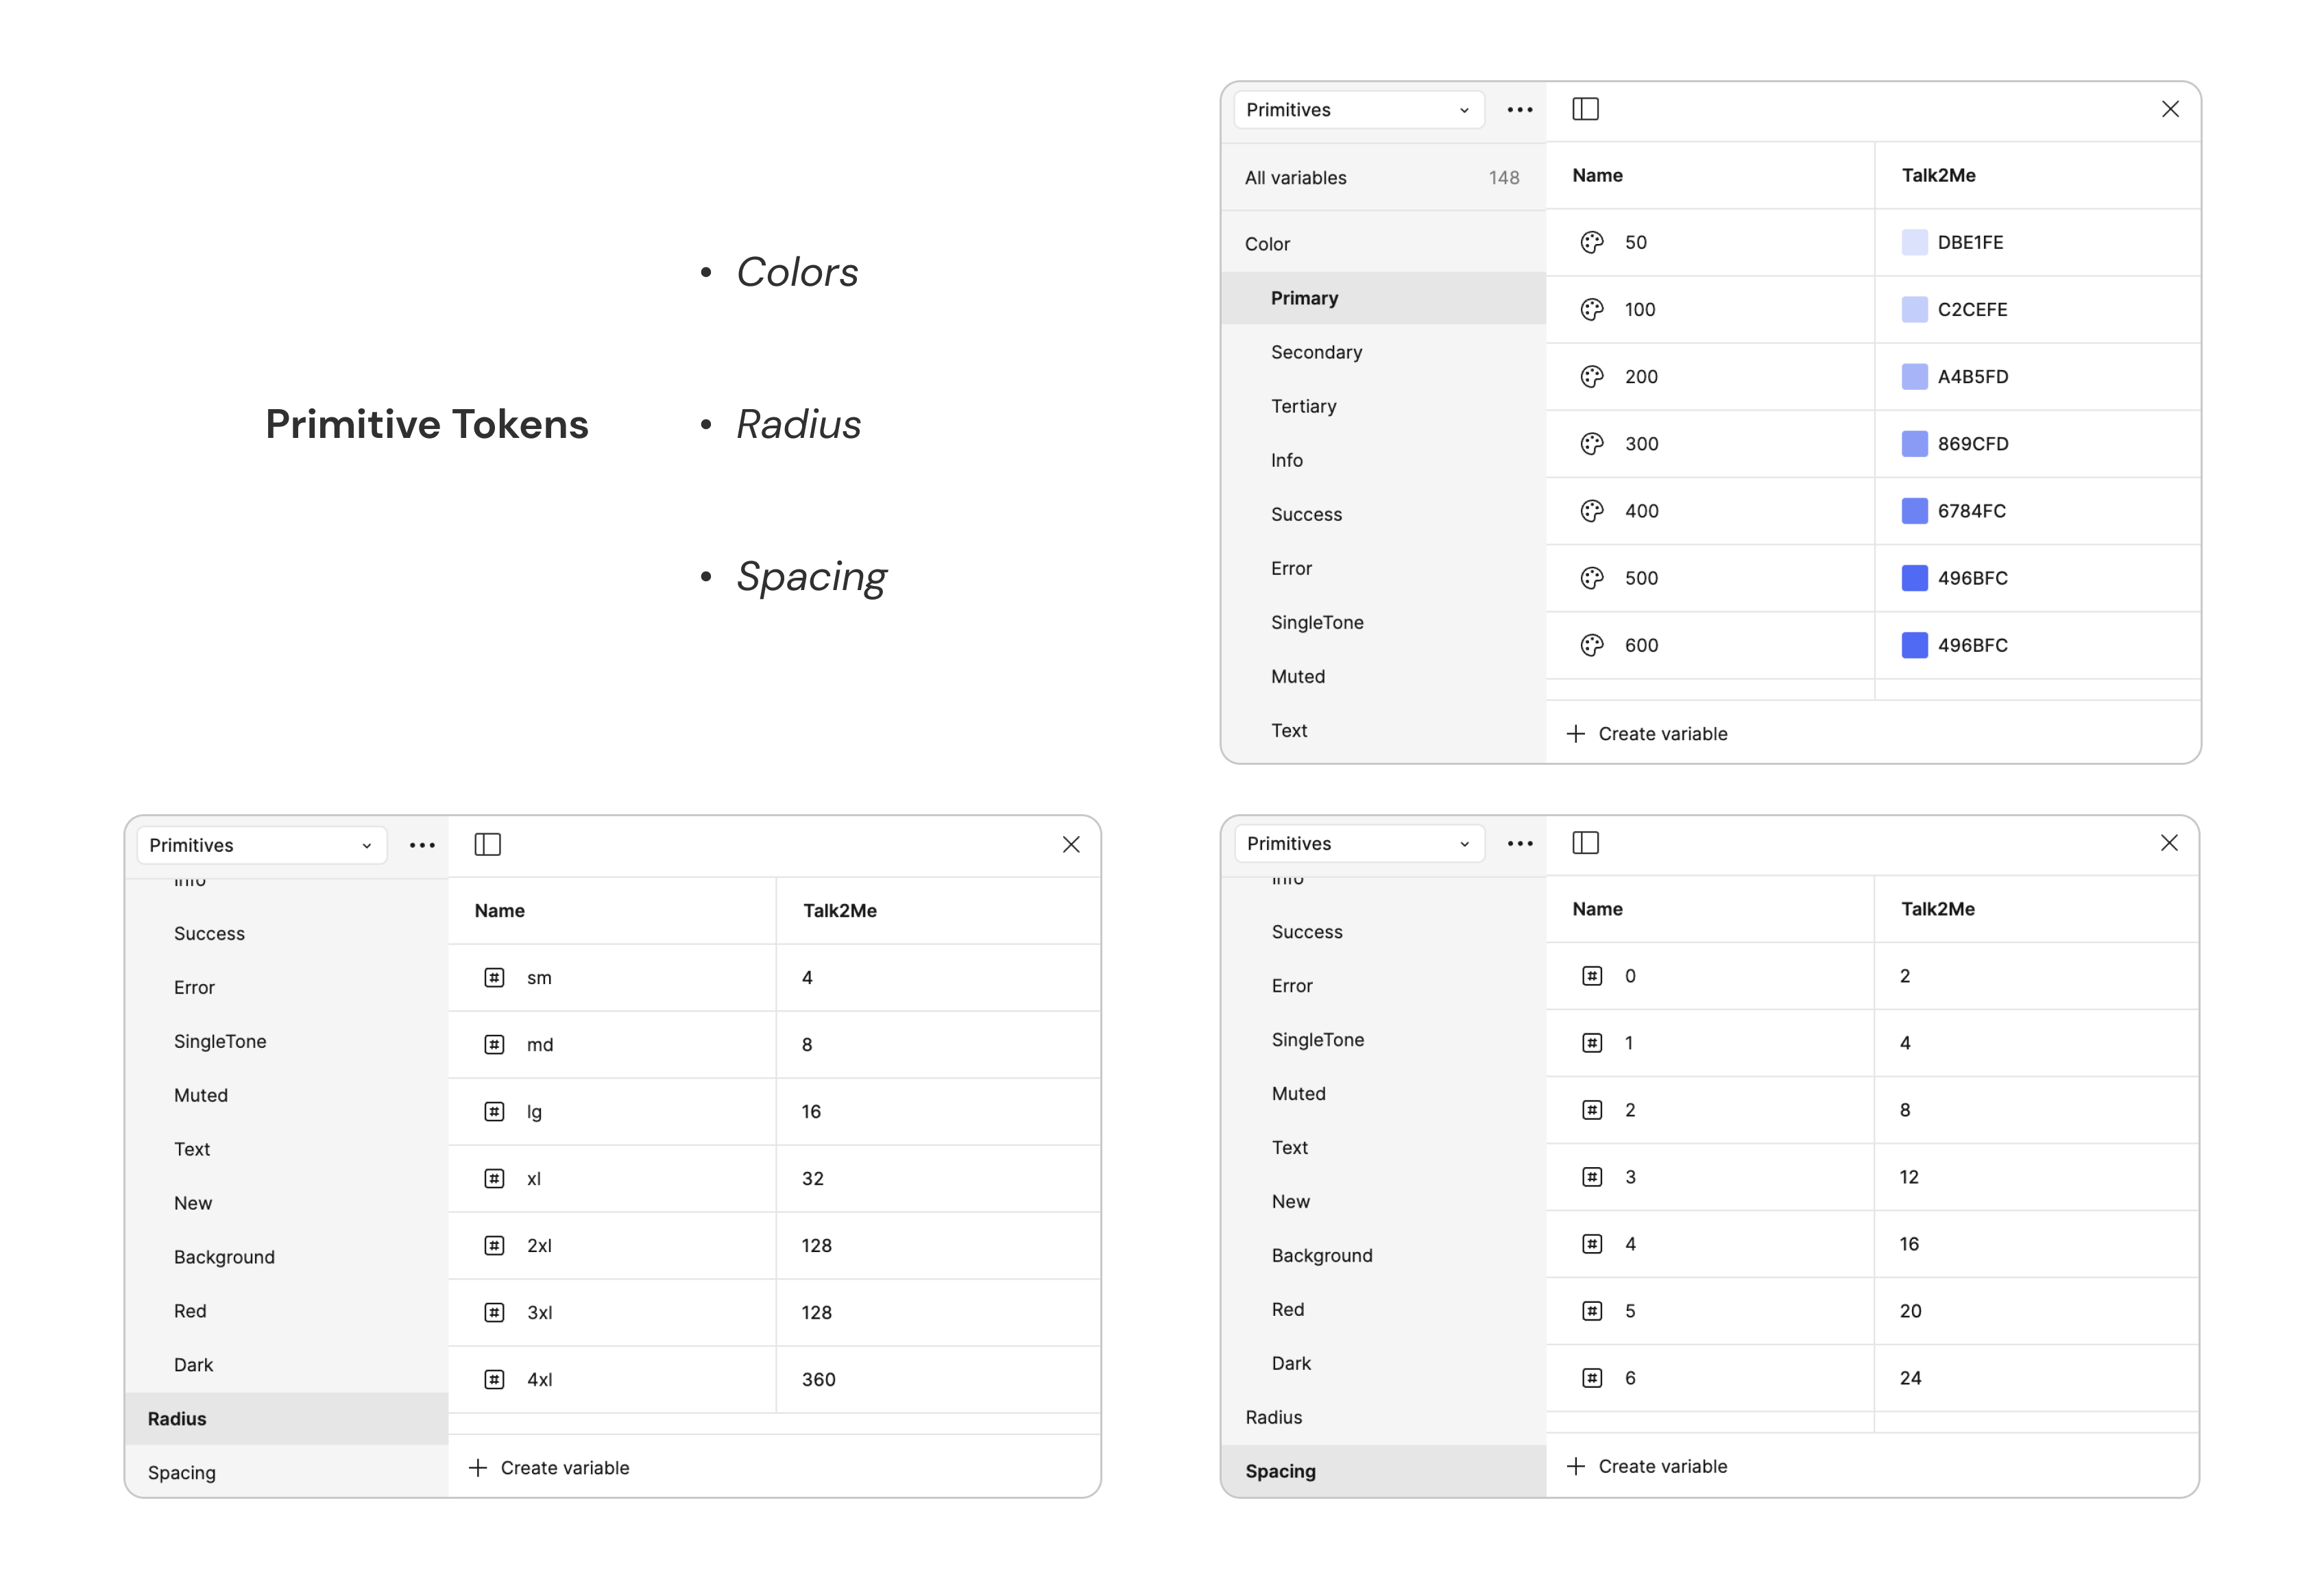 Primitive Tokens
• Colors
• Radius
• Spacing
Primitives
All variables 148
Color
Primary
Secondary
Tertiary
Info
Success
Error
SingleTone
Muted
Text
Name Talk2Me
50 DBE1FE
100 C2CEFE
200 A4B5FD
300 869CFD
400 6784FC
500 496BFC
600 496BFC
Create variable
Primitives
Info
Success
Error
SingleTone
Muted
Text
New
Background
Red
Dark
Radius
Spacing
Name Talk2Me
sm 4
md 8
lg 16
xl 32
2xl 128
3xl 128
4xl 360
Create variable
Primitives
Info
Success
Error
SingleTone
Muted
Text
New
Background
Red
Dark
Radius
Spacing
Name Talk2Me
0 2
1 4
2 8
3 12
4 16
5 20
6 24
Create variable